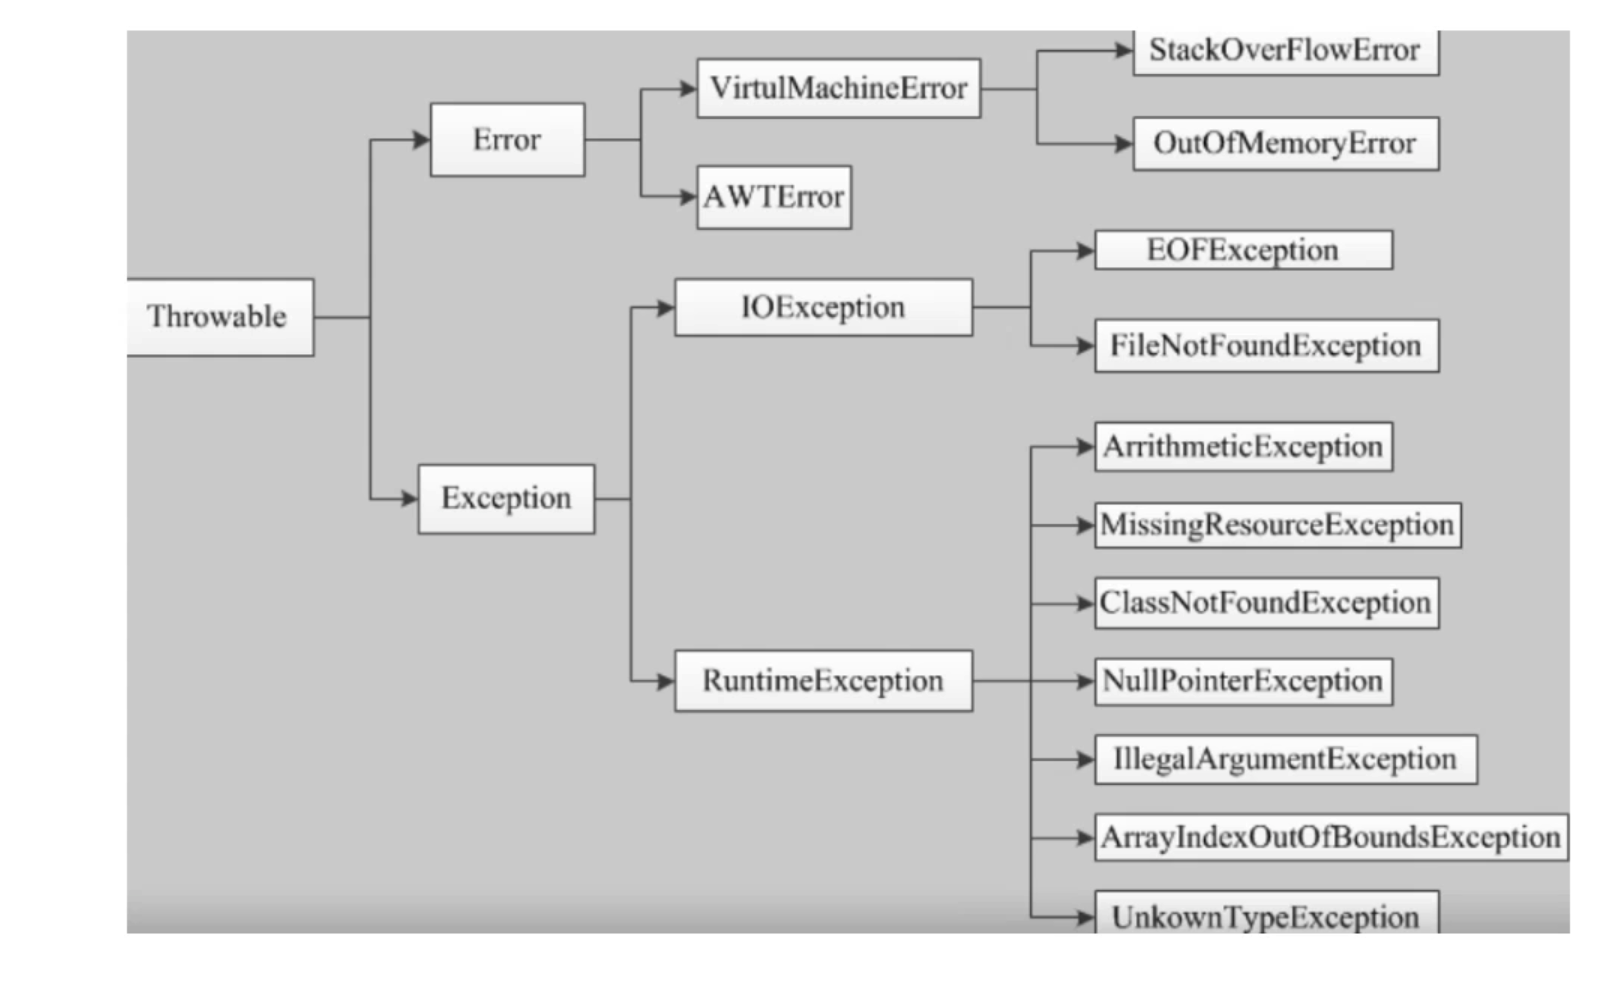 StackOverFlowError
VirtulMachineError
Error
OutOfMemoryError
AWTError
EOFException
Throwable
IOException
FileNotFoundException
ArrithmeticException
Exception
MissingResourceException
ClassNotFoundException
RuntimeException
NullPointerException
IllegalArgumentException
ArrayIndexOutOfBoundsException
UnkownTypeException